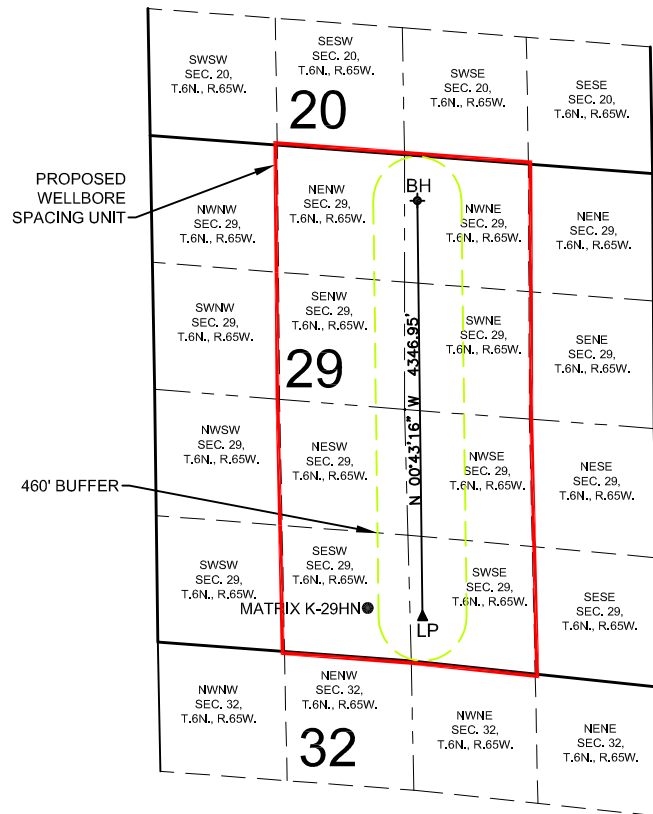 SWSW
SEC. 20,
T.6N., R.65W.
SESW
SEC. 20,
T.6N., R.65W.
SWSE
SEC. 20,
T.6N., R.65W.
SESE
SEC. 20,
T.6N., R.65W.
20
PROPOSED
WELLBORE
SPACING UNIT
NWNW
SEC. 29,
T.6N., R.65W.
NENW
SEC. 29,
T.6N., R.65W.
BH
NWNE
SEC. 29,
T.6N., R.65W.
NENE
SEC. 29,
T.6N., R.65W.
SWNW
SEC. 29,
T.6N., R.65W.
SENW
SEC. 29,
T.6N., R.65W.
SWNE
SEC. 29,
T.6N., R.65W.
SENE
SEC. 29,
T.6N., R.65W.
29
N 00°43'16" W 4346.95'
NWSW
SEC. 29,
T.6N., R.65W.
NESW
SEC. 29,
T.6N., R.65W.
NWSE
SEC. 29,
T.6N., R.65W.
NESE
SEC. 29,
T.6N., R.65W.
460' BUFFER
SWSW
SEC. 29,
T.6N., R.65W.
SESW
SEC. 29,
T.6N., R.65W.
SWSE
SEC. 29,
T.6N., R.65W.
SESE
SEC. 29,
T.6N., R.65W.
MATRIX K-29HN
LP
NWNW
SEC. 32,
T.6N., R.65W.
NENW
SEC. 32,
T.6N., R.65W.
NWNE
SEC. 32,
T.6N., R.65W.
NENE
SEC. 32,
T.6N., R.65W.
32